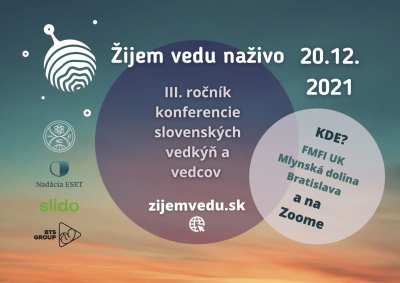 Žijem vedu naživo
20.12.
2021
III. ročník
konferencie
slovenských
vedkýň a
vedcov
zijemvedu.sk
KDE?
FMFI UK
Mlynská dolina
Bratislava
a na
Zoome
Nadácia ESET
slido
BTS
GROUP